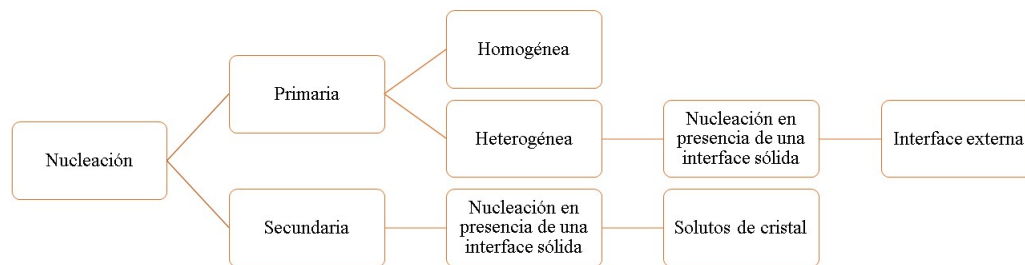 Nucleación
Primaria
Homogénea
Heterogénea
Nucleación en
presencia de una
interface sólida
Interface externa
Secundaria
Nucleación en
presencia de una
interface sólida
Solutos de cristal